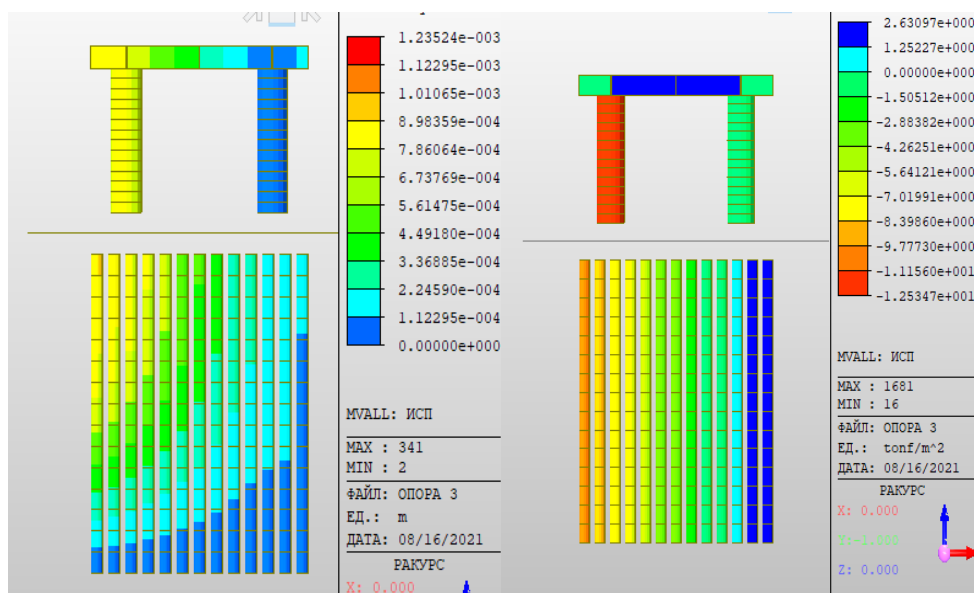 1.23524e-003
1.12295e-003
1.01065e-003
8.98359e-004
7.86064e-004
6.73769e-004
5.61475e-004
4.49180e-004
3.36885e-004
2.24590e-004
1.12295e-004
0.00000e+000
MVALL: ИСП
MAX : 341
MIN : 2
ФАЙЛ: ОПОРА 3
ЕД.: m
ДАТА: 08/16/2021
РАКУРС
X: 0.000
2.63097e+000
1.25227e+000
0.00000e+000
-1.50512e+000
-2.88382e+000
-4.26251e+000
-5.64121e+000
-7.01991e+000
-8.39860e+000
-9.77730e+000
-1.11560e+001
-1.25347e+001
MVALL: ИСП
MAX : 1681
MIN : 16
ФАЙЛ: ОПОРА 3
ЕД.: tonf/m^2
ДАТА: 08/16/2021
РАКУРС
X: 0.000
Y:-1.000
Z: 0.000